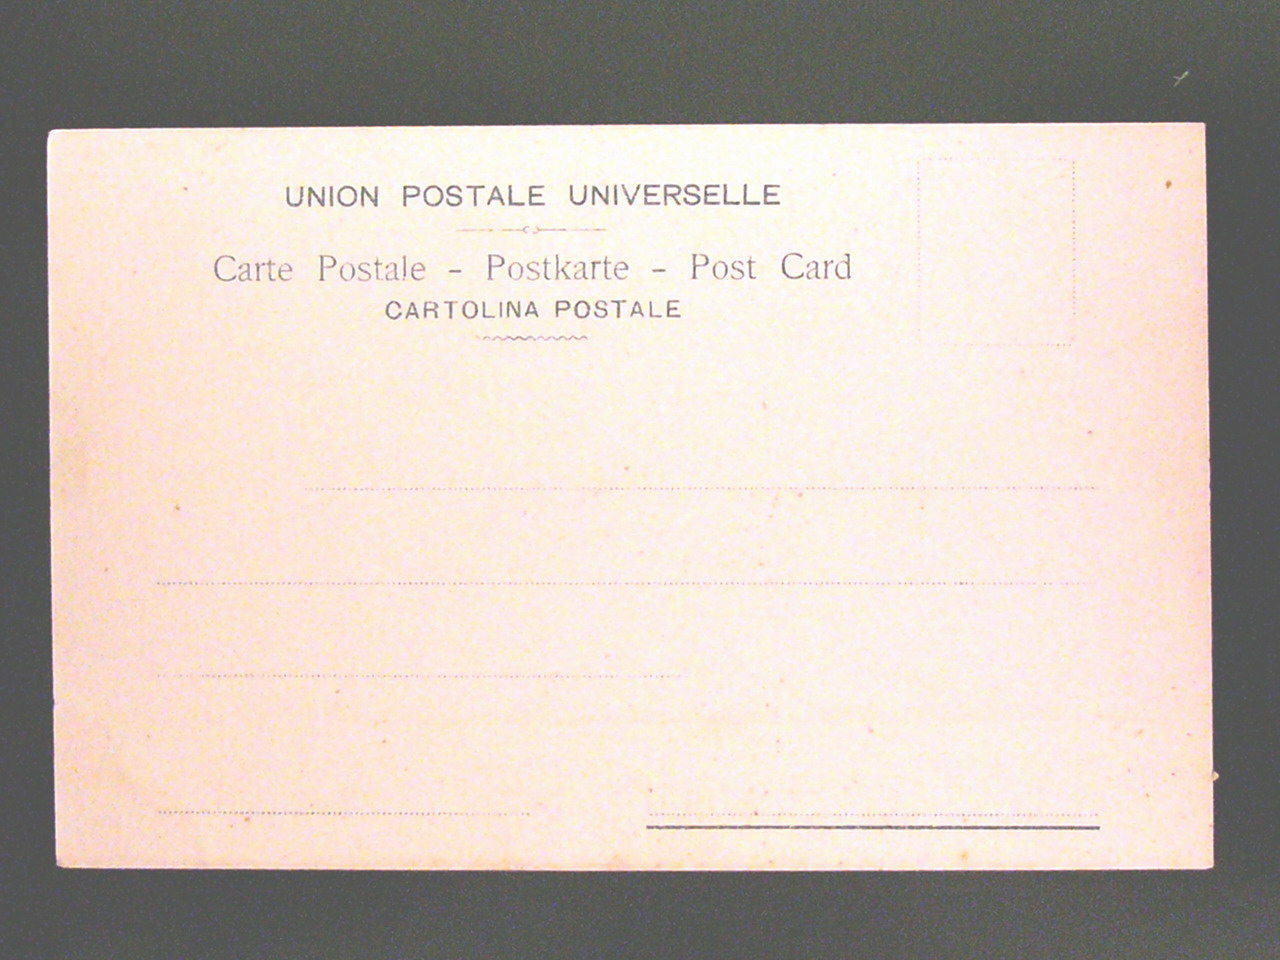 UNION POSTALE UNIVERSELLE
Carte Postale - Postkarte - Post Card
CARTOLINA POSTALE